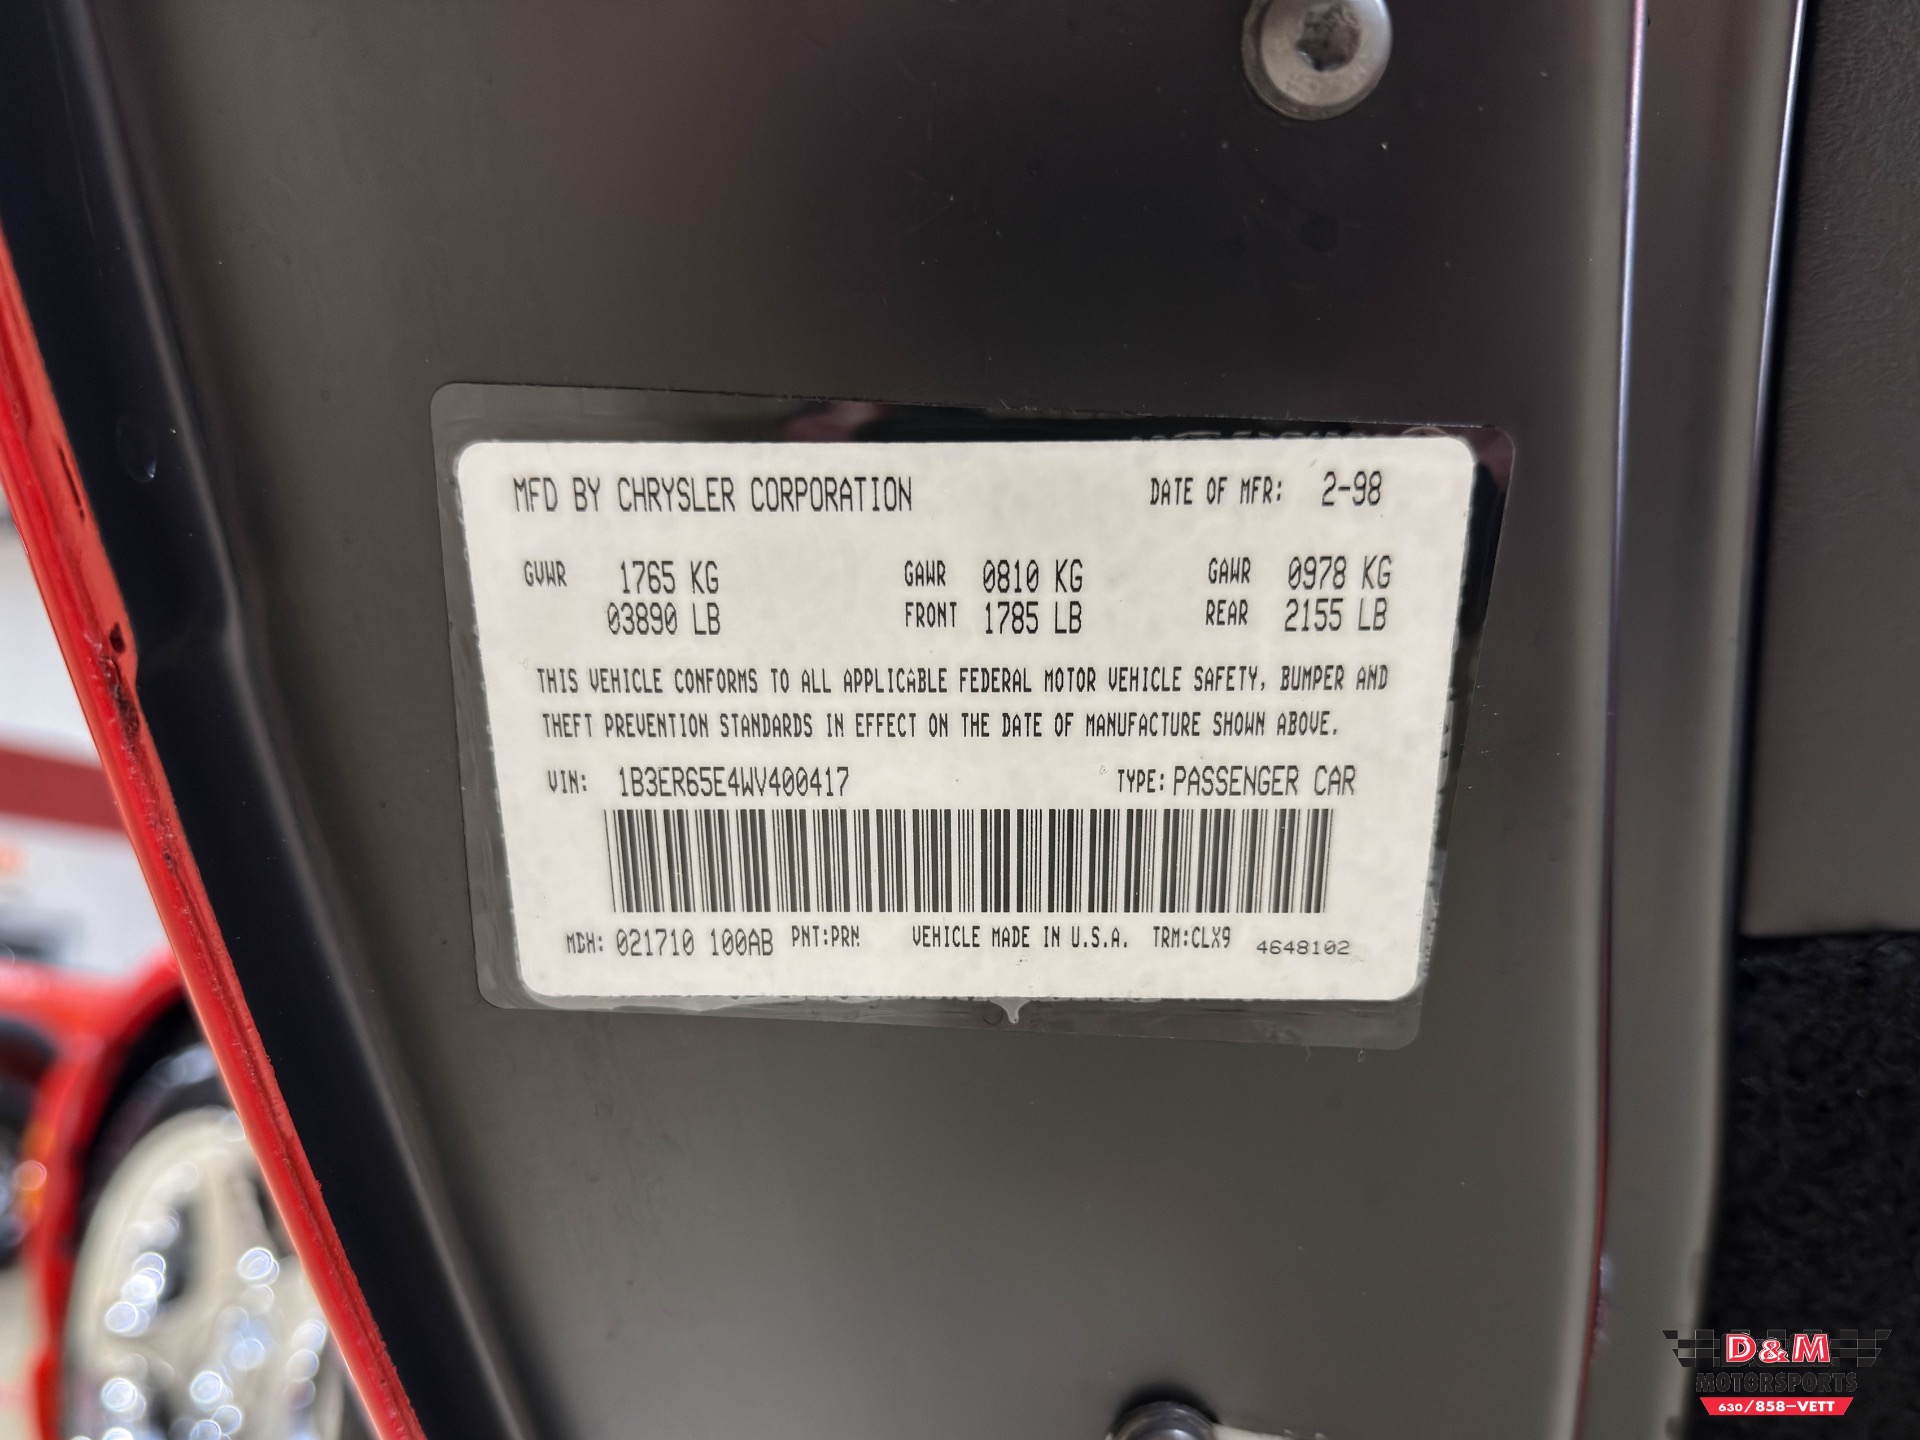 MFD BY CHRYSLER CORPORATION DATE OF MFR: 2-98
GVWR 1765 KG GAWR 0810 KG GAWR 0978 KG
03890 LB FRONT 1785 LB REAR 2155 LB
THIS VEHICLE CONFORMS TO ALL APPLICABLE FEDERAL MOTOR VEHICLE SAFETY, BUMPER AND
THEFT PREVENTION STANDARDS IN EFFECT ON THE DATE OF MANUFACTURE SHOWN ABOVE.
VIN: 1B3ER65E4WV400417 TYPE: PASSENGER CAR
MDH: 021710 100AB PNT:PRN VEHICLE MADE IN U.S.A. TRM:CLX9 4648102
D&M
MOTORSPORTS
630/858-VETT